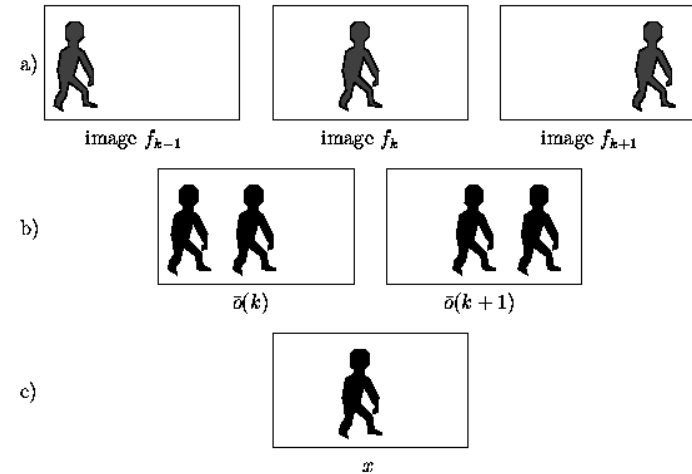 a)
image f_{k−1} image f_k image f_{k+1}
b)
ō(k) ō(k + 1)
c)
x